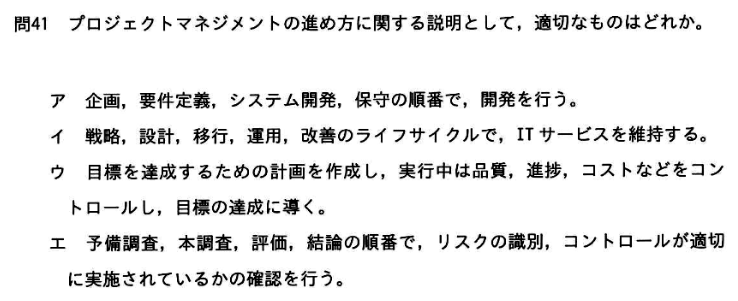 問41 プロジェクトマネジメントの進め方に関する説明として，適切なものはどれか。
ア 企画，要件定義，システム開発，保守の順番で，開発を行う。
イ 戦略，設計，移行，運用，改善のライフサイクルで，ITサービスを維持する。
ウ 目標を達成するための計画を作成し，実行中は品質，進捗，コストなどをコン
トロールし，目標の達成に導く。
エ 予備調査，本調査，評価，結論の順番で，リスクの識別，コントロールが適切
に実施されているかの確認を行う。